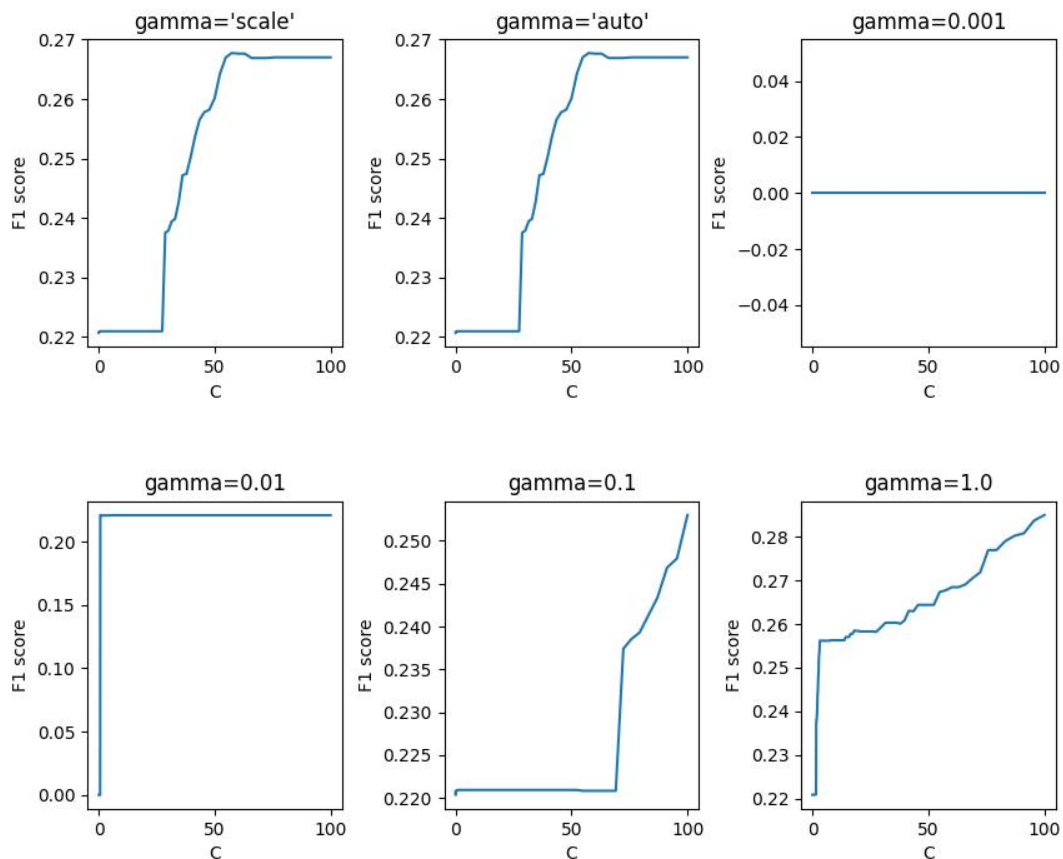 gamma='scale'
0.27
0.26
0.25
0.24
0.23
0.22
F1 score
0 50 100
C
gamma='auto'
0.27
0.26
0.25
0.24
0.23
0.22
F1 score
0 50 100
C
gamma=0.001
0.04
0.02
0.00
−0.02
−0.04
F1 score
0 50 100
C
gamma=0.01
0.20
0.15
0.10
0.05
0.00
F1 score
0 50 100
C
gamma=0.1
0.250
0.245
0.240
0.235
0.230
0.225
0.220
F1 score
0 50 100
C
gamma=1.0
0.28
0.27
0.26
0.25
0.24
0.23
0.22
F1 score
0 50 100
C